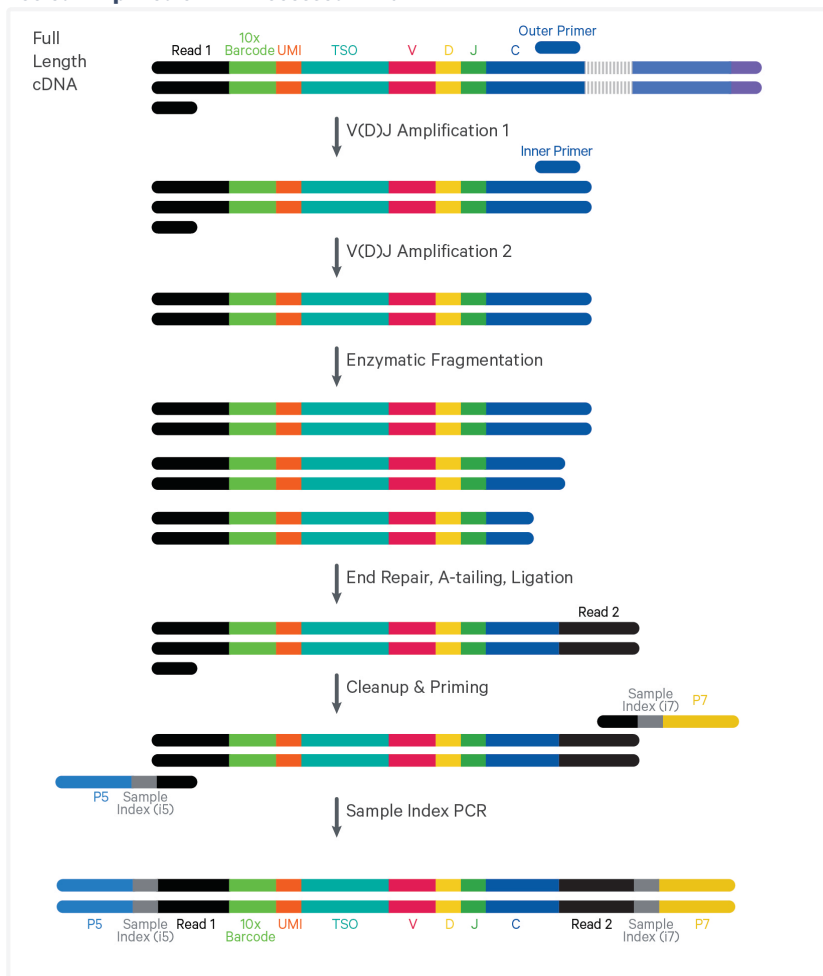 Full
Length
cDNA
Outer Primer
Read 1 10x Barcode UMI TSO V D J C
V(D)J Amplification 1
Inner Primer
V(D)J Amplification 2
Enzymatic Fragmentation
End Repair, A-tailing, Ligation
Read 2
Cleanup & Priming
Sample
Index (i7)
P7
P5
Sample
Index (i5)
Sample Index PCR
P5 Sample Index (i5) Read 1 10x Barcode UMI TSO V D J C Read 2 Sample Index (i7) P7